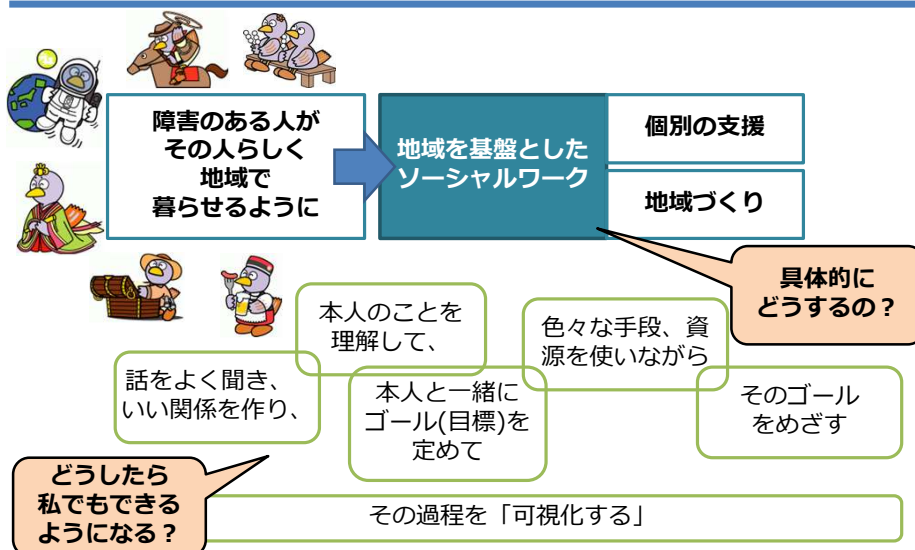 障害のある人が
その人らしく
地域で
暮らせるように
地域を基盤とした
ソーシャルワーク
個別の支援
地域づくり
具体的に
どうするの？
話をよく聞き、
いい関係を作り、
本人のことを
理解して、
本人と一緒に
ゴール(目標)を
定めて
色々な手段、資
源を使いながら
そのゴール
をめざす
どうしたら
私でもできる
ようになる？
その過程を「可視化する」